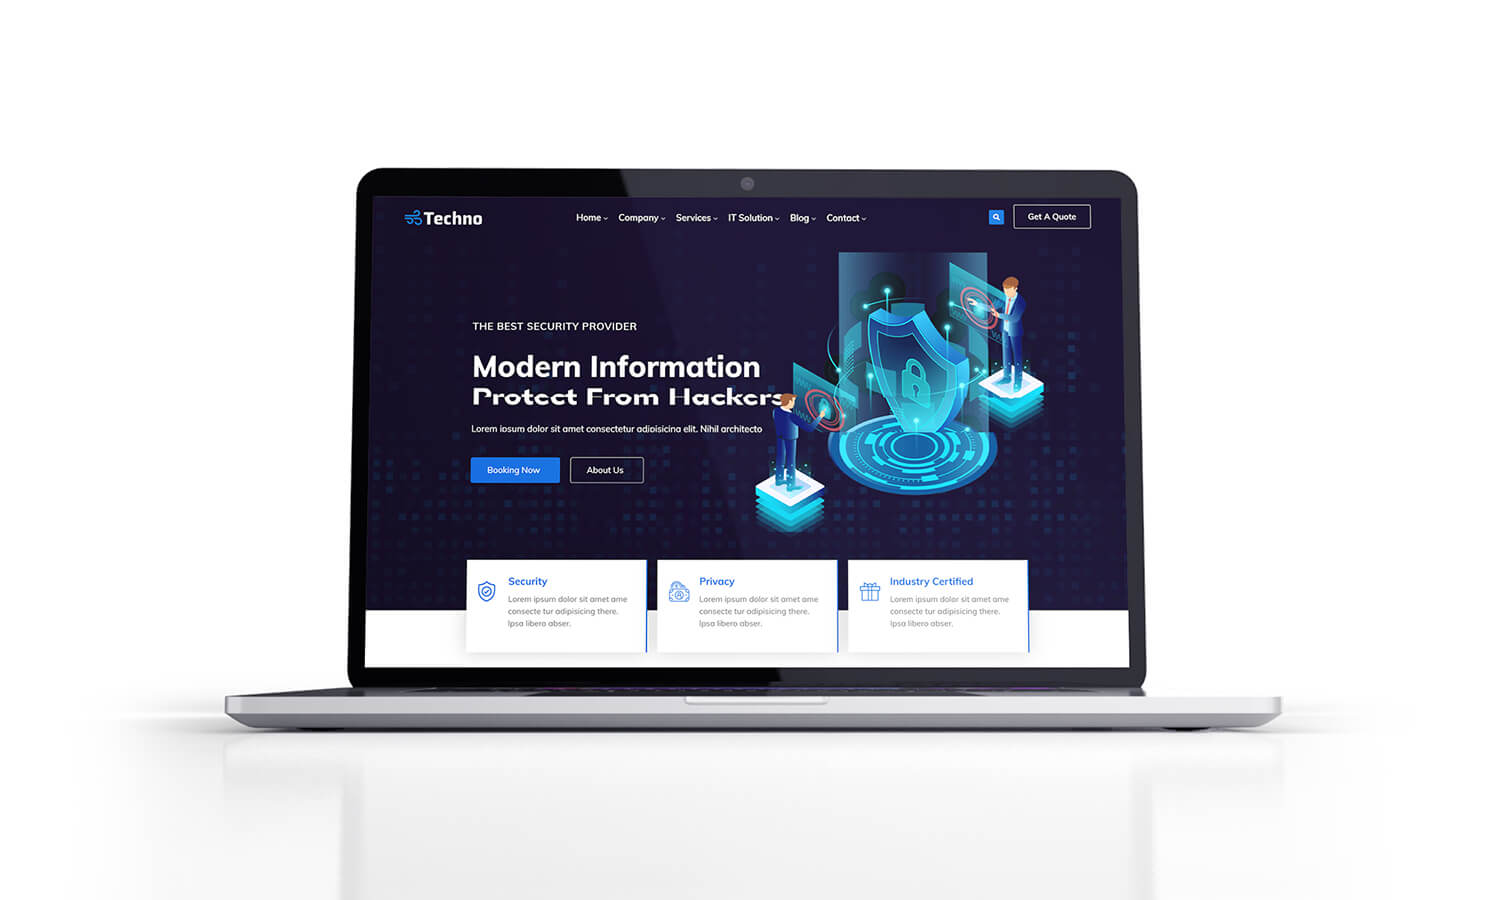 Techno
Home
Company
Services
IT Solution
Blog
Contact
Get A Quote
THE BEST SECURITY PROVIDER
Modern Information
Protect From Hackers
Lorem ipsum dolor sit amet consectetur adioisicina elit. Nihil architecto
Booking Now
About Us
Security
Lorem ipsum dolor sit amet ame
consecte tur adipisicing there.
Ipsa libero abser.
Privacy
Lorem ipsum dolor sit amet ame
consecte tur adipisicing there.
Ipsa libero abser.
Industry Certified
Lorem ipsum dolor sit amet ame
consecte tur adipisicing there.
Ipsa libero abser.